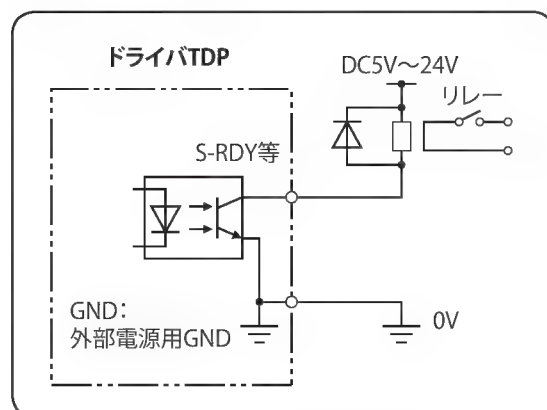 ドライバTDP
DC5V～24V
リレー
S-RDY等
GND：
外部電源用GND
0V